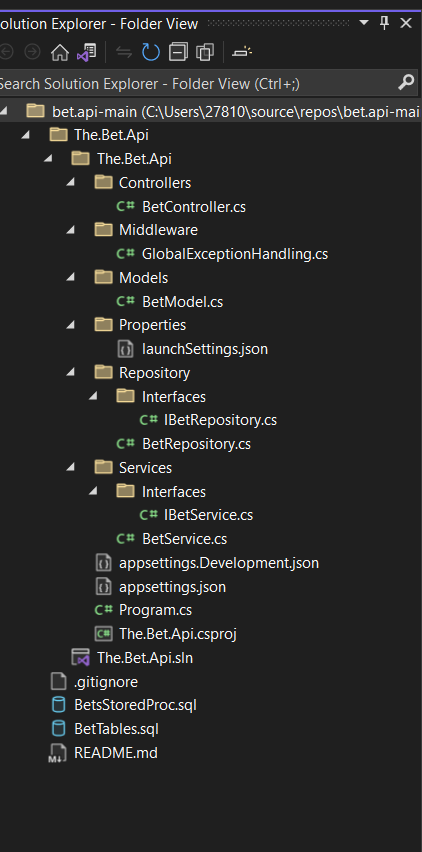 olution Explorer - Folder View
Search Solution Explorer - Folder View (Ctrl+;)
bet.api-main (C:\Users\27810\source\repos\bet.api-mai
The.Bet.Api
The.Bet.Api
Controllers
C# BetController.cs
Middleware
C# GlobalExceptionHandling.cs
Models
C# BetModel.cs
Properties
launchSettings.json
Repository
Interfaces
C# IBetRepository.cs
C# BetRepository.cs
Services
Interfaces
C# IBetService.cs
C# BetService.cs
appsettings.Development.json
appsettings.json
C# Program.cs
C# The.Bet.Api.csproj
The.Bet.Api.sln
.gitignore
BetsStoredProc.sql
BetTables.sql
M README.md